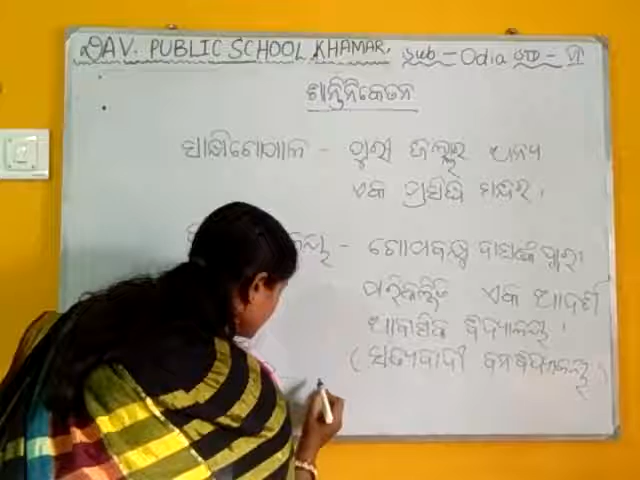 DAV. PUBLIC SCHOOL KHAMAR, Sub - Odia STD - VI
ଶାନ୍ତିନିକେତନ
ସାକ୍ଷୀଗୋପାଳ - ପୁରୀ ଜିଲ୍ଲାର ଅନ୍ୟ
ଏକ ପ୍ରସିଦ୍ଧ ମନ୍ଦିର ।
- ଗୋପବନ୍ଧୁ ଦାସଙ୍କ ଦ୍ୱାରା
ପରିକଳ୍ପିତ ଏକ ଆଦର୍ଶ
ଆବାସିକ ବିଦ୍ୟାଳୟ ।
( ସତ୍ୟବାଦୀ ବନବିଦ୍ୟାଳୟ )